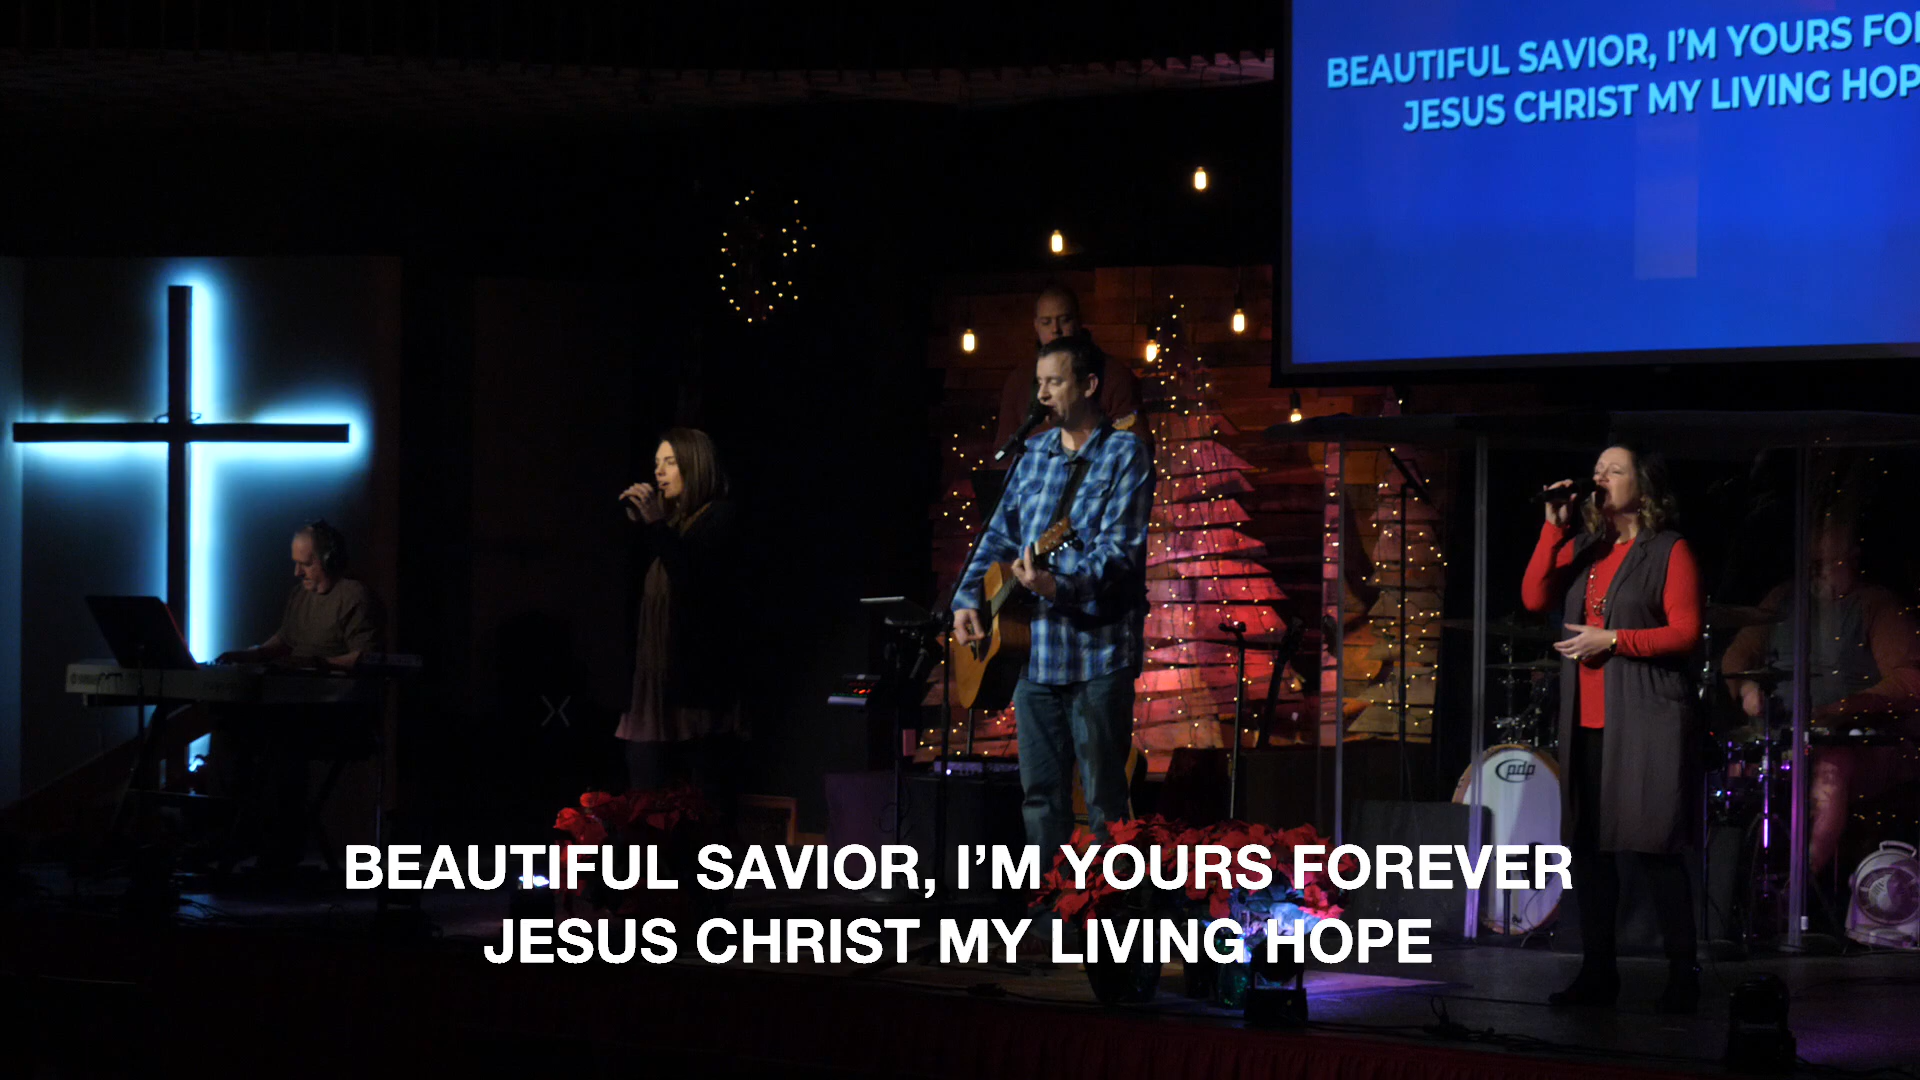 BEAUTIFUL SAVIOR, I'M YOURS FO
JESUS CHRIST MY LIVING HOP
pdp
BEAUTIFUL SAVIOR, I'M YOURS FOREVER
JESUS CHRIST MY LIVING HOPE